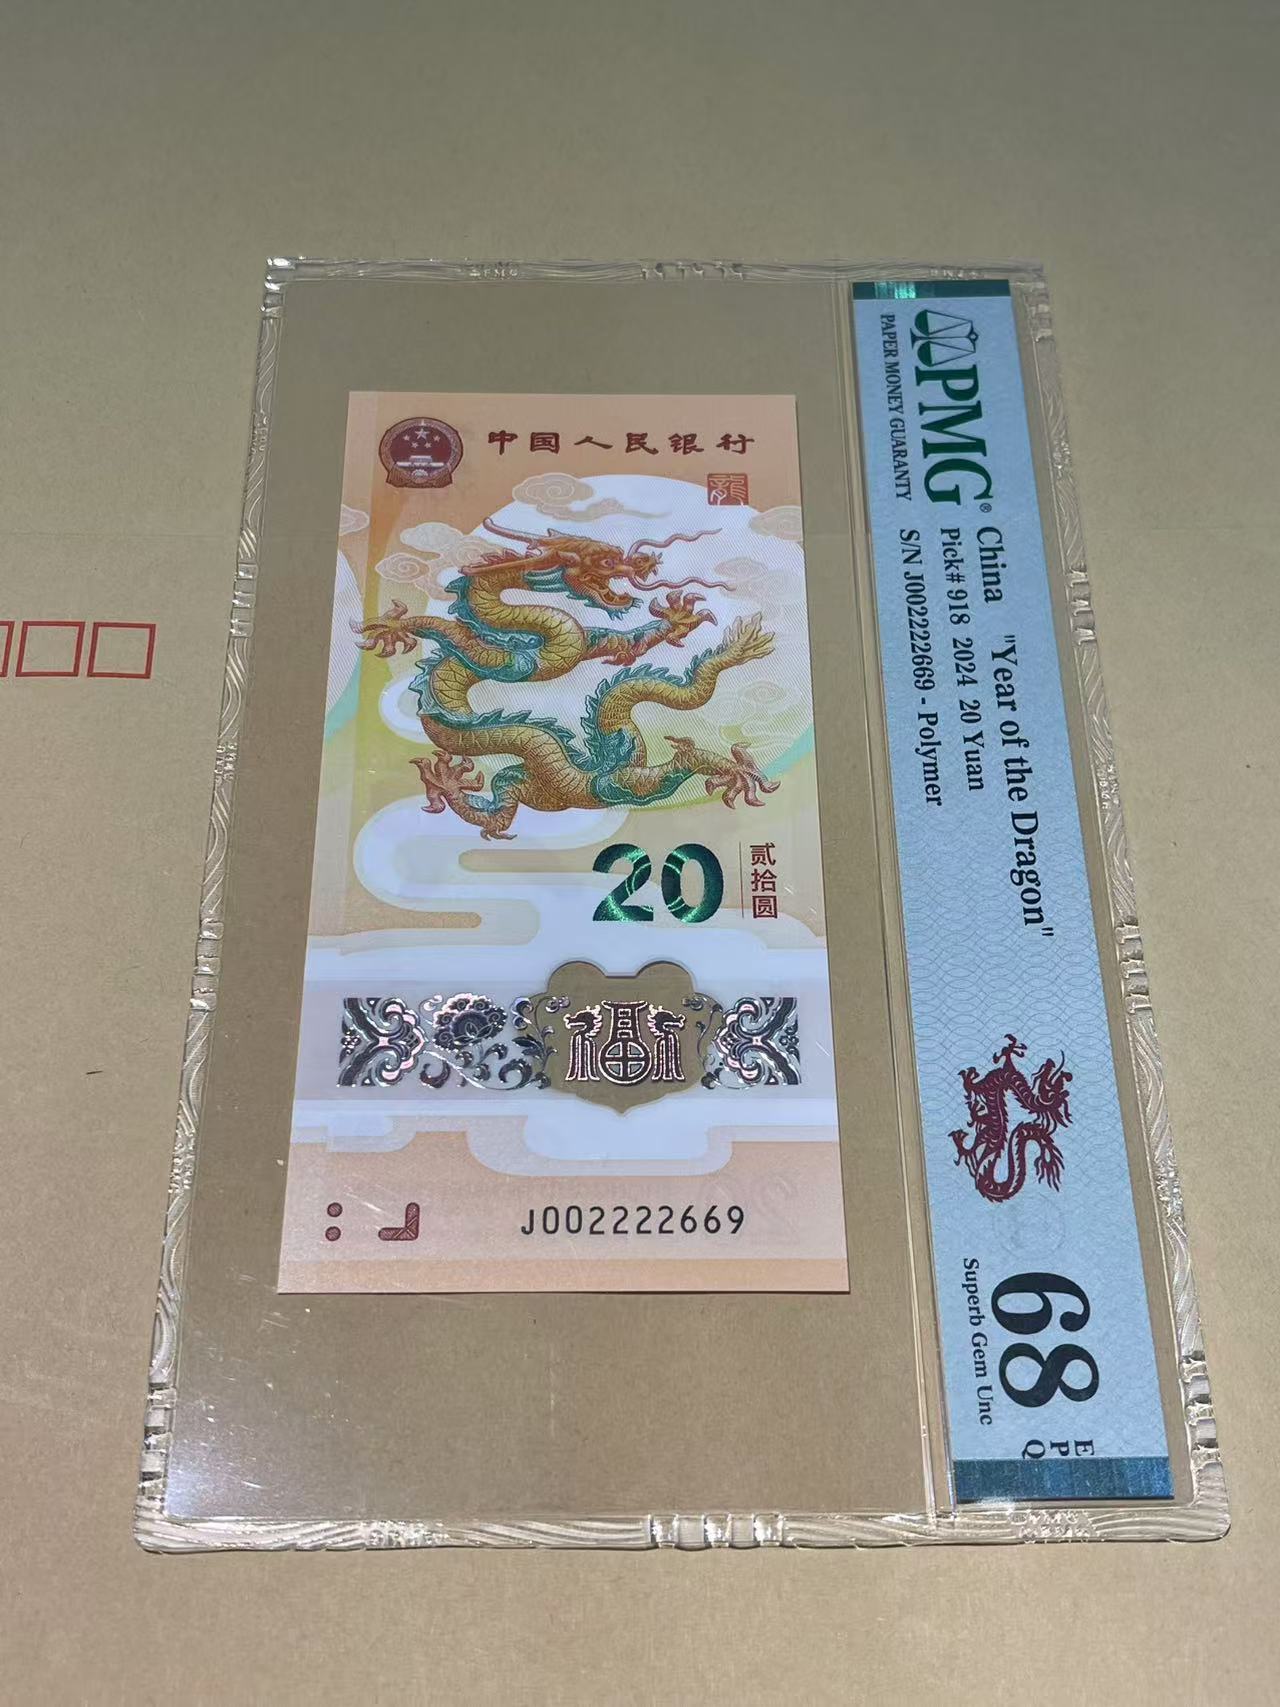 中国人民银行
龍
20
贰拾圆
福
J002222669
PMG®
PAPER MONEY GUARANTY
China "Year of the Dragon"
Pick# 918 2024 20 Yuan
S/N J002222669 - Polymer
68
Superb Gem Unc
E
P
Q